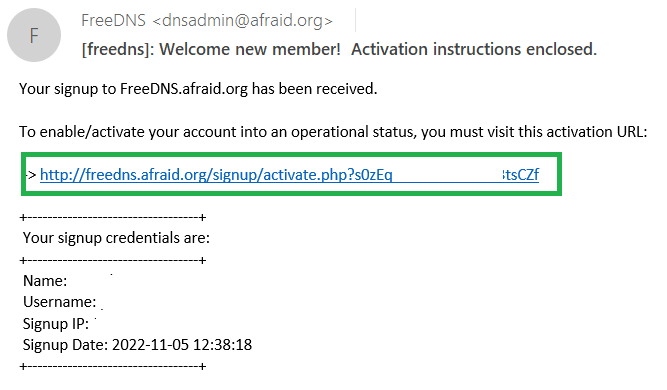 F
FreeDNS <dnsadmin@afraid.org>
[freedns]: Welcome new member!  Activation instructions enclosed.
Your signup to FreeDNS.afraid.org has been received.
To enable/activate your account into an operational status, you must visit this activation URL:
-> http://freedns.afraid.org/signup/activate.php?s0zEq tsCZf
+----------------------------------+
Your signup credentials are:
+----------------------------------+
Name:
Username:
Signup IP:
Signup Date: 2022-11-05 12:38:18
+----------------------------------+